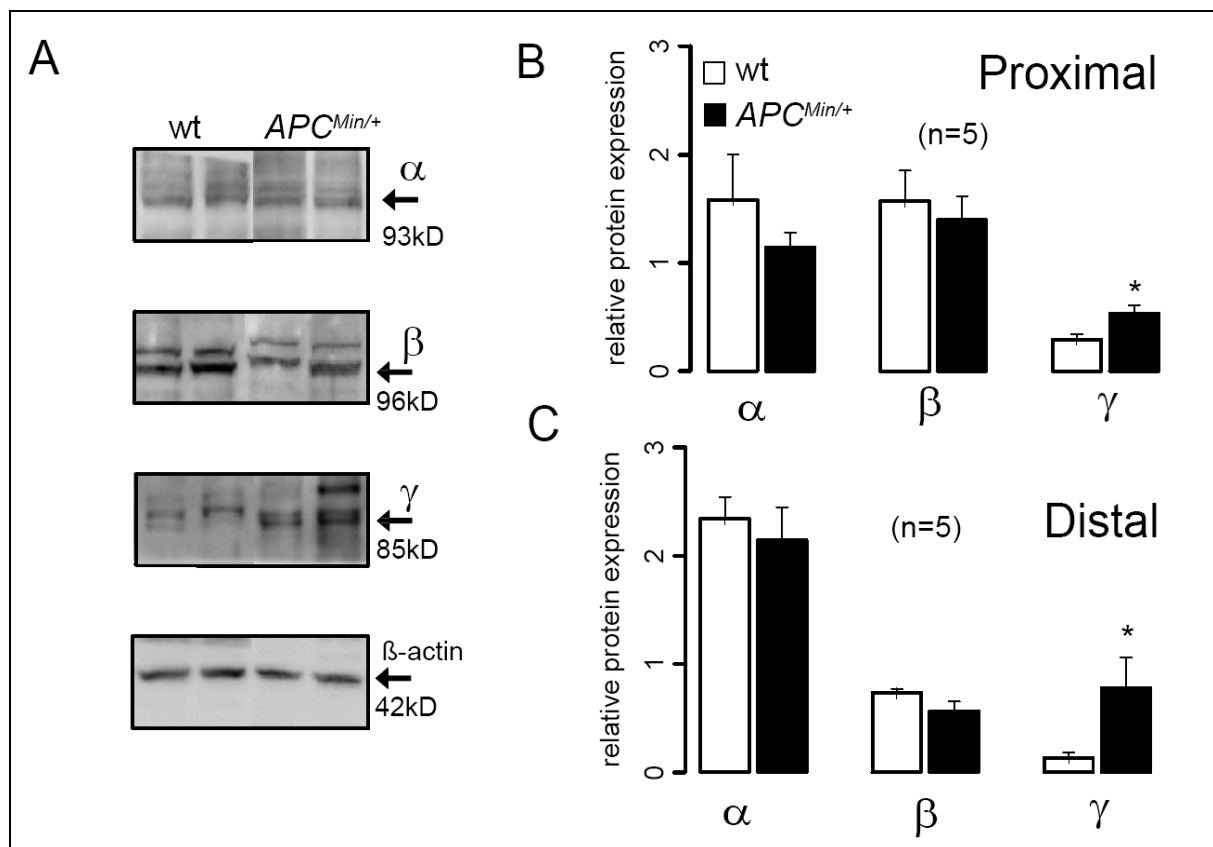 A
wt APC^Min/+
α
93kD
β
96kD
γ
85kD
ß-actin
42kD
B
Proximal
wt
APC^Min/+
(n=5)
relative protein expression
3
2
1
0
*
α β γ
C
Distal
(n=5)
relative protein expression
3
2
1
0
*
α β γ